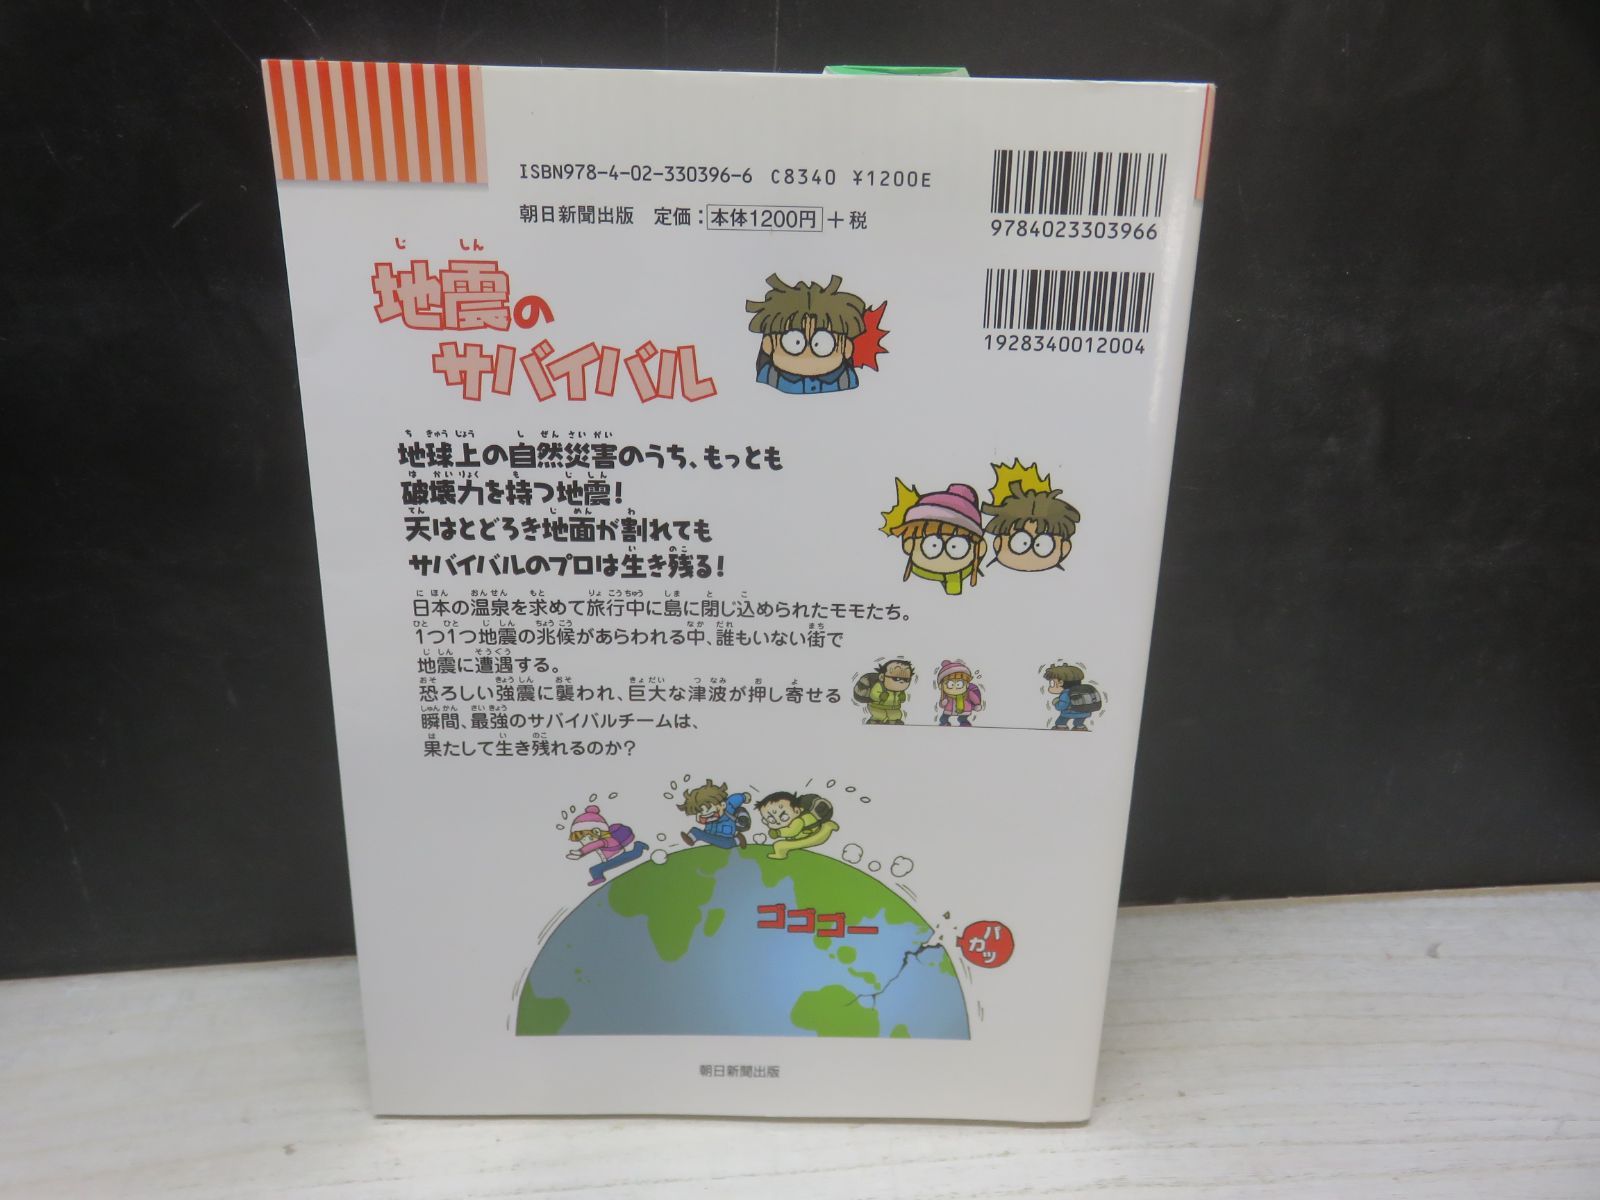 ISBN978-4-02-330396-6 C8340 ¥1200E
朝日新聞出版 定価：本体1200円＋税
9784023303966
1928340012004
じ しん
地震の
サバイバル
ち きゅうじょう し ぜんさいがい
地球上の自然災害のうち、もっとも
は かいりょく も じ しん
破壊力を持つ地震！
てん じ めん わ
天はとどろき地面が割れても
い のこ
サバイバルのプロは生き残る！
に ほん おんせん もと りょ こうちゅう しま と こ
日本の温泉を求めて旅行中に島に閉じ込められたモモたち。
ひと ひと じ しん ちょうこう なか だれ まち
1つ1つ地震の兆候があらわれる中、誰もいない街で
じ しん そうぐう
地震に遭遇する。
おそ きょうしん おそ きょだい つ なみ お よ
恐ろしい強震に襲われ、巨大な津波が押し寄せる
しゅんかん さいきょう
瞬間、最強のサバイバルチームは、
は い のこ
果たして生き残れるのか？
ゴゴゴー
パカッ
朝日新聞出版